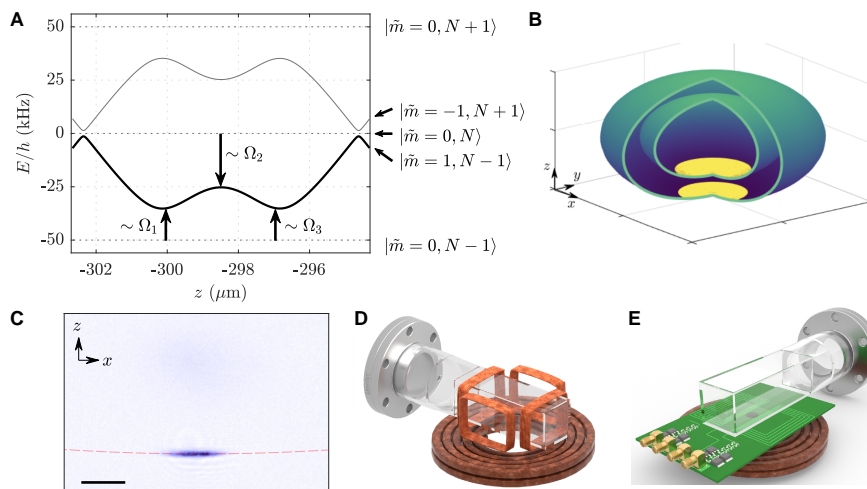 A
50
25
0
-25
-50
E/h (kHz)
-302
-300
-298
-296
z (μm)
∼ Ω₁
∼ Ω₂
∼ Ω₃
|m̃ = 0, N + 1⟩
|m̃ = −1, N + 1⟩
|m̃ = 0, N⟩
|m̃ = 1, N − 1⟩
|m̃ = 0, N − 1⟩
B
z
y
x
C
z
x
D
E